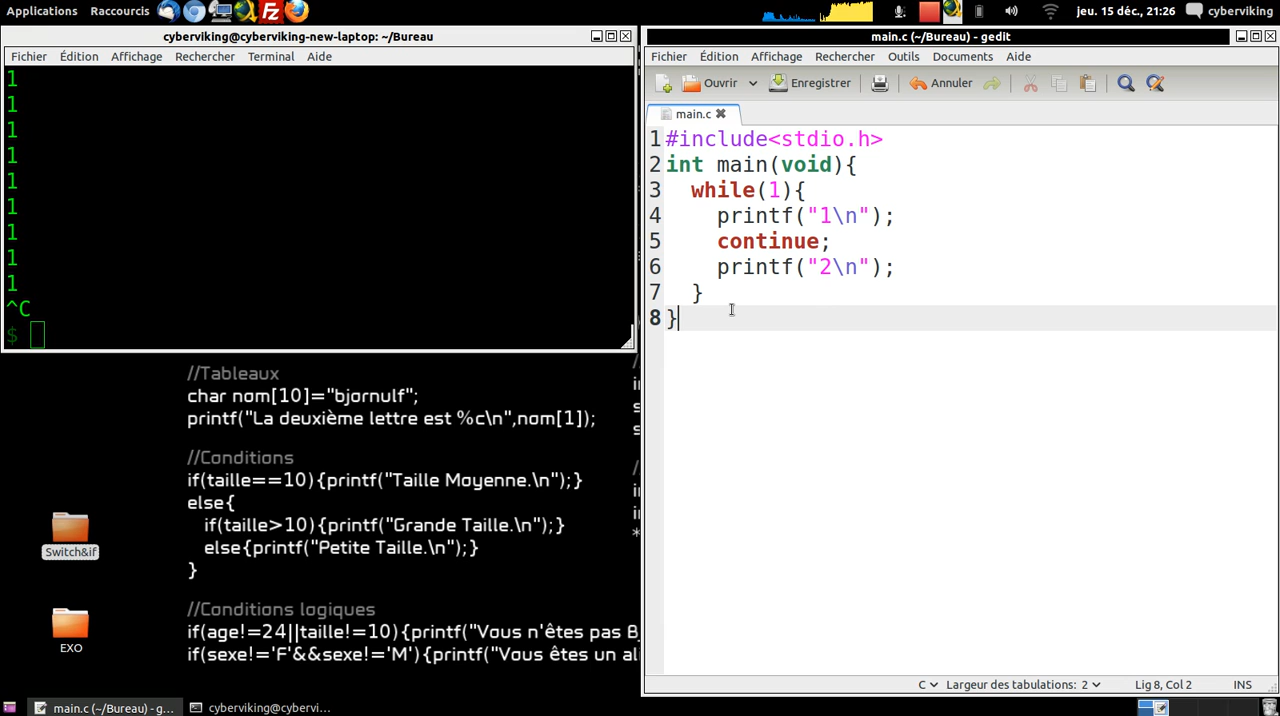 Applications Raccourcis jeu. 15 déc., 21:26 cyberviking
cyberviking@cyberviking-new-laptop: ~/Bureau
Fichier Édition Affichage Rechercher Terminal Aide
1
1
1
1
1
1
1
1
1
^C
$
main.c (~/Bureau) - gedit
Fichier Édition Affichage Rechercher Outils Documents Aide
Ouvrir Enregistrer Annuler
main.c
1 #include<stdio.h>
2 int main(void){
3 while(1){
4 printf("1\n");
5 continue;
6 printf("2\n");
7 }
8 }
C Largeur des tabulations: 2 Lig 8, Col 2 INS
//Tableaux
char nom[10]="bjornulf";
printf("La deuxième lettre est %c\n",nom[1]);
//Conditions
if(taille==10){printf("Taille Moyenne.\n");}
else{
if(taille>10){printf("Grande Taille.\n");}
else{printf("Petite Taille.\n");}
}
//Conditions logiques
if(age!=24||taille!=10){printf("Vous n'êtes pas B
if(sexe!='F'&&sexe!='M'){printf("Vous êtes un ali
Switch&if
EXO
main.c (~/Bureau) - g...
cyberviking@cybervi...